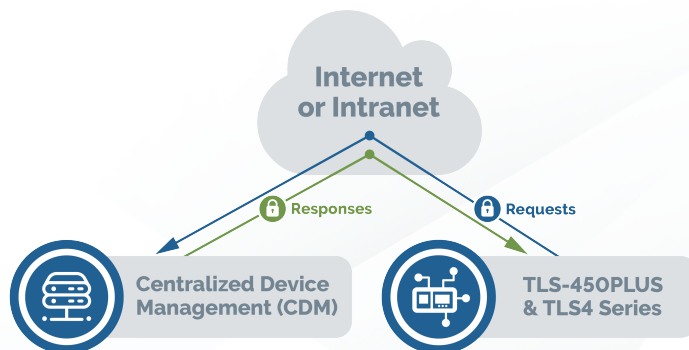 Internet
or Intranet
Responses
Requests
Centralized Device
Management (CDM)
TLS-450PLUS
& TLS4 Series